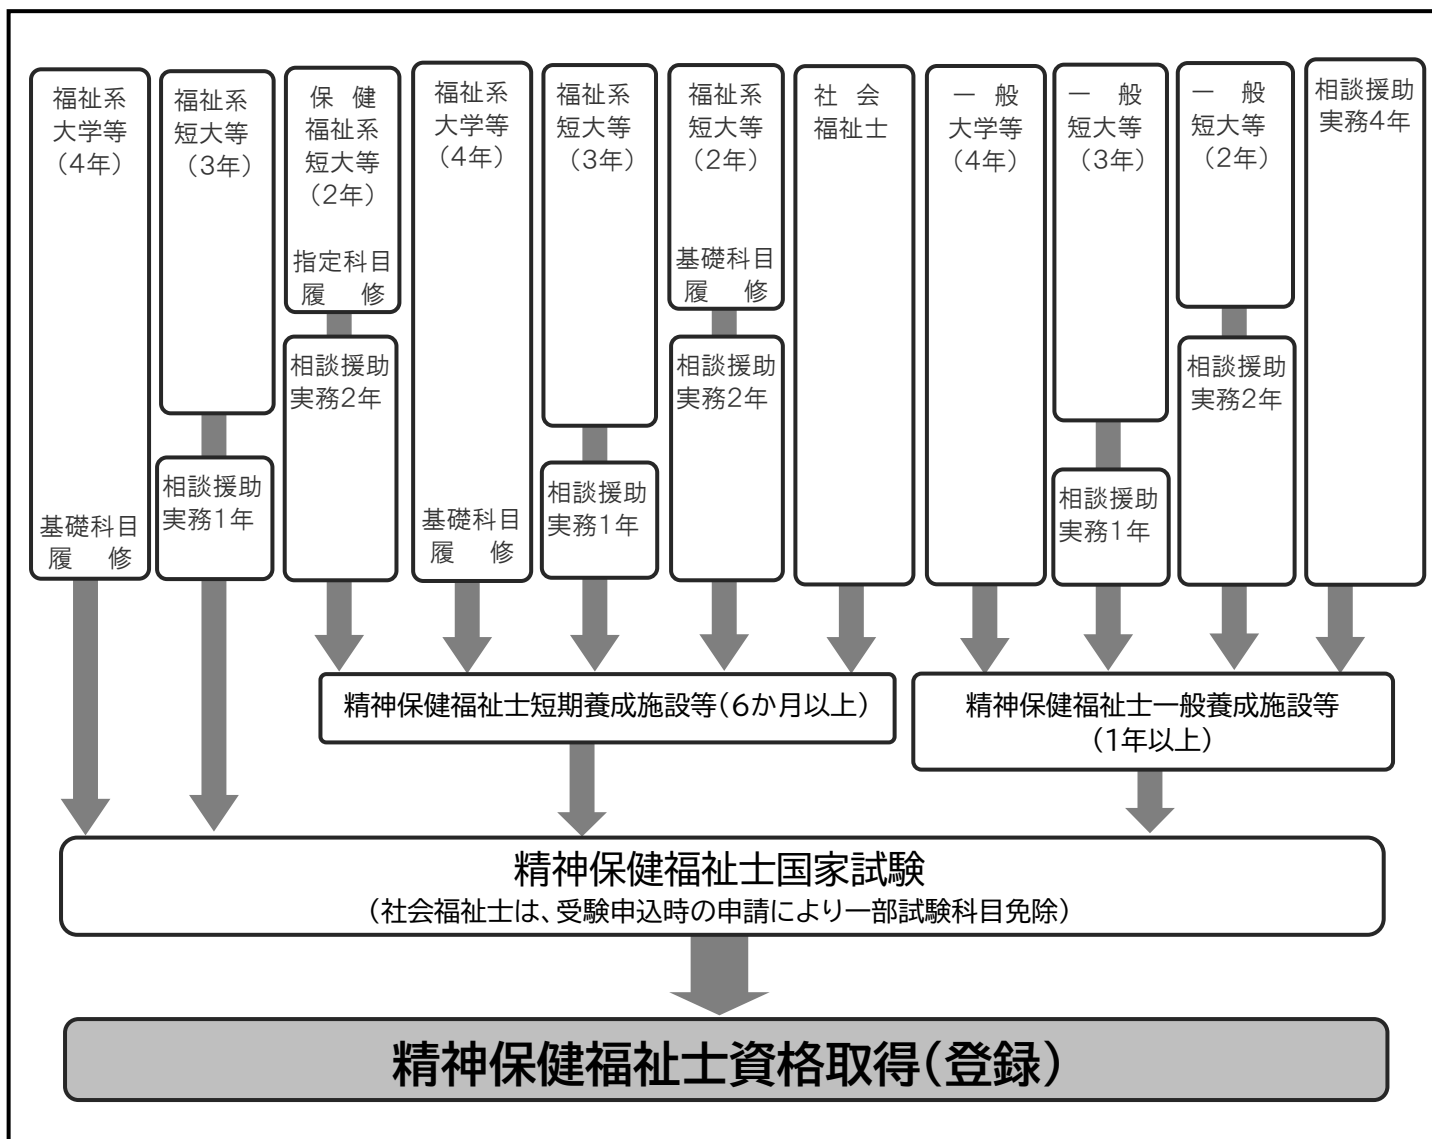 福祉系
大学等
（4年）
基礎科目
履　修
福祉系
短大等
（3年）
相談援助
実務1年
保　健
福祉系
短大等
（2年）
指定科目
履　修
相談援助
実務2年
福祉系
大学等
（4年）
基礎科目
履　修
福祉系
短大等
（3年）
相談援助
実務1年
福祉系
短大等
（2年）
基礎科目
履　修
相談援助
実務2年
社　会
福祉士
一　般
大学等
（4年）
一　般
短大等
（3年）
相談援助
実務1年
一　般
短大等
（2年）
相談援助
実務2年
相談援助
実務4年
精神保健福祉士短期養成施設等（6か月以上）
精神保健福祉士一般養成施設等
（1年以上）
精神保健福祉士国家試験
（社会福祉士は、受験申込時の申請により一部試験科目免除）
精神保健福祉士資格取得（登録）